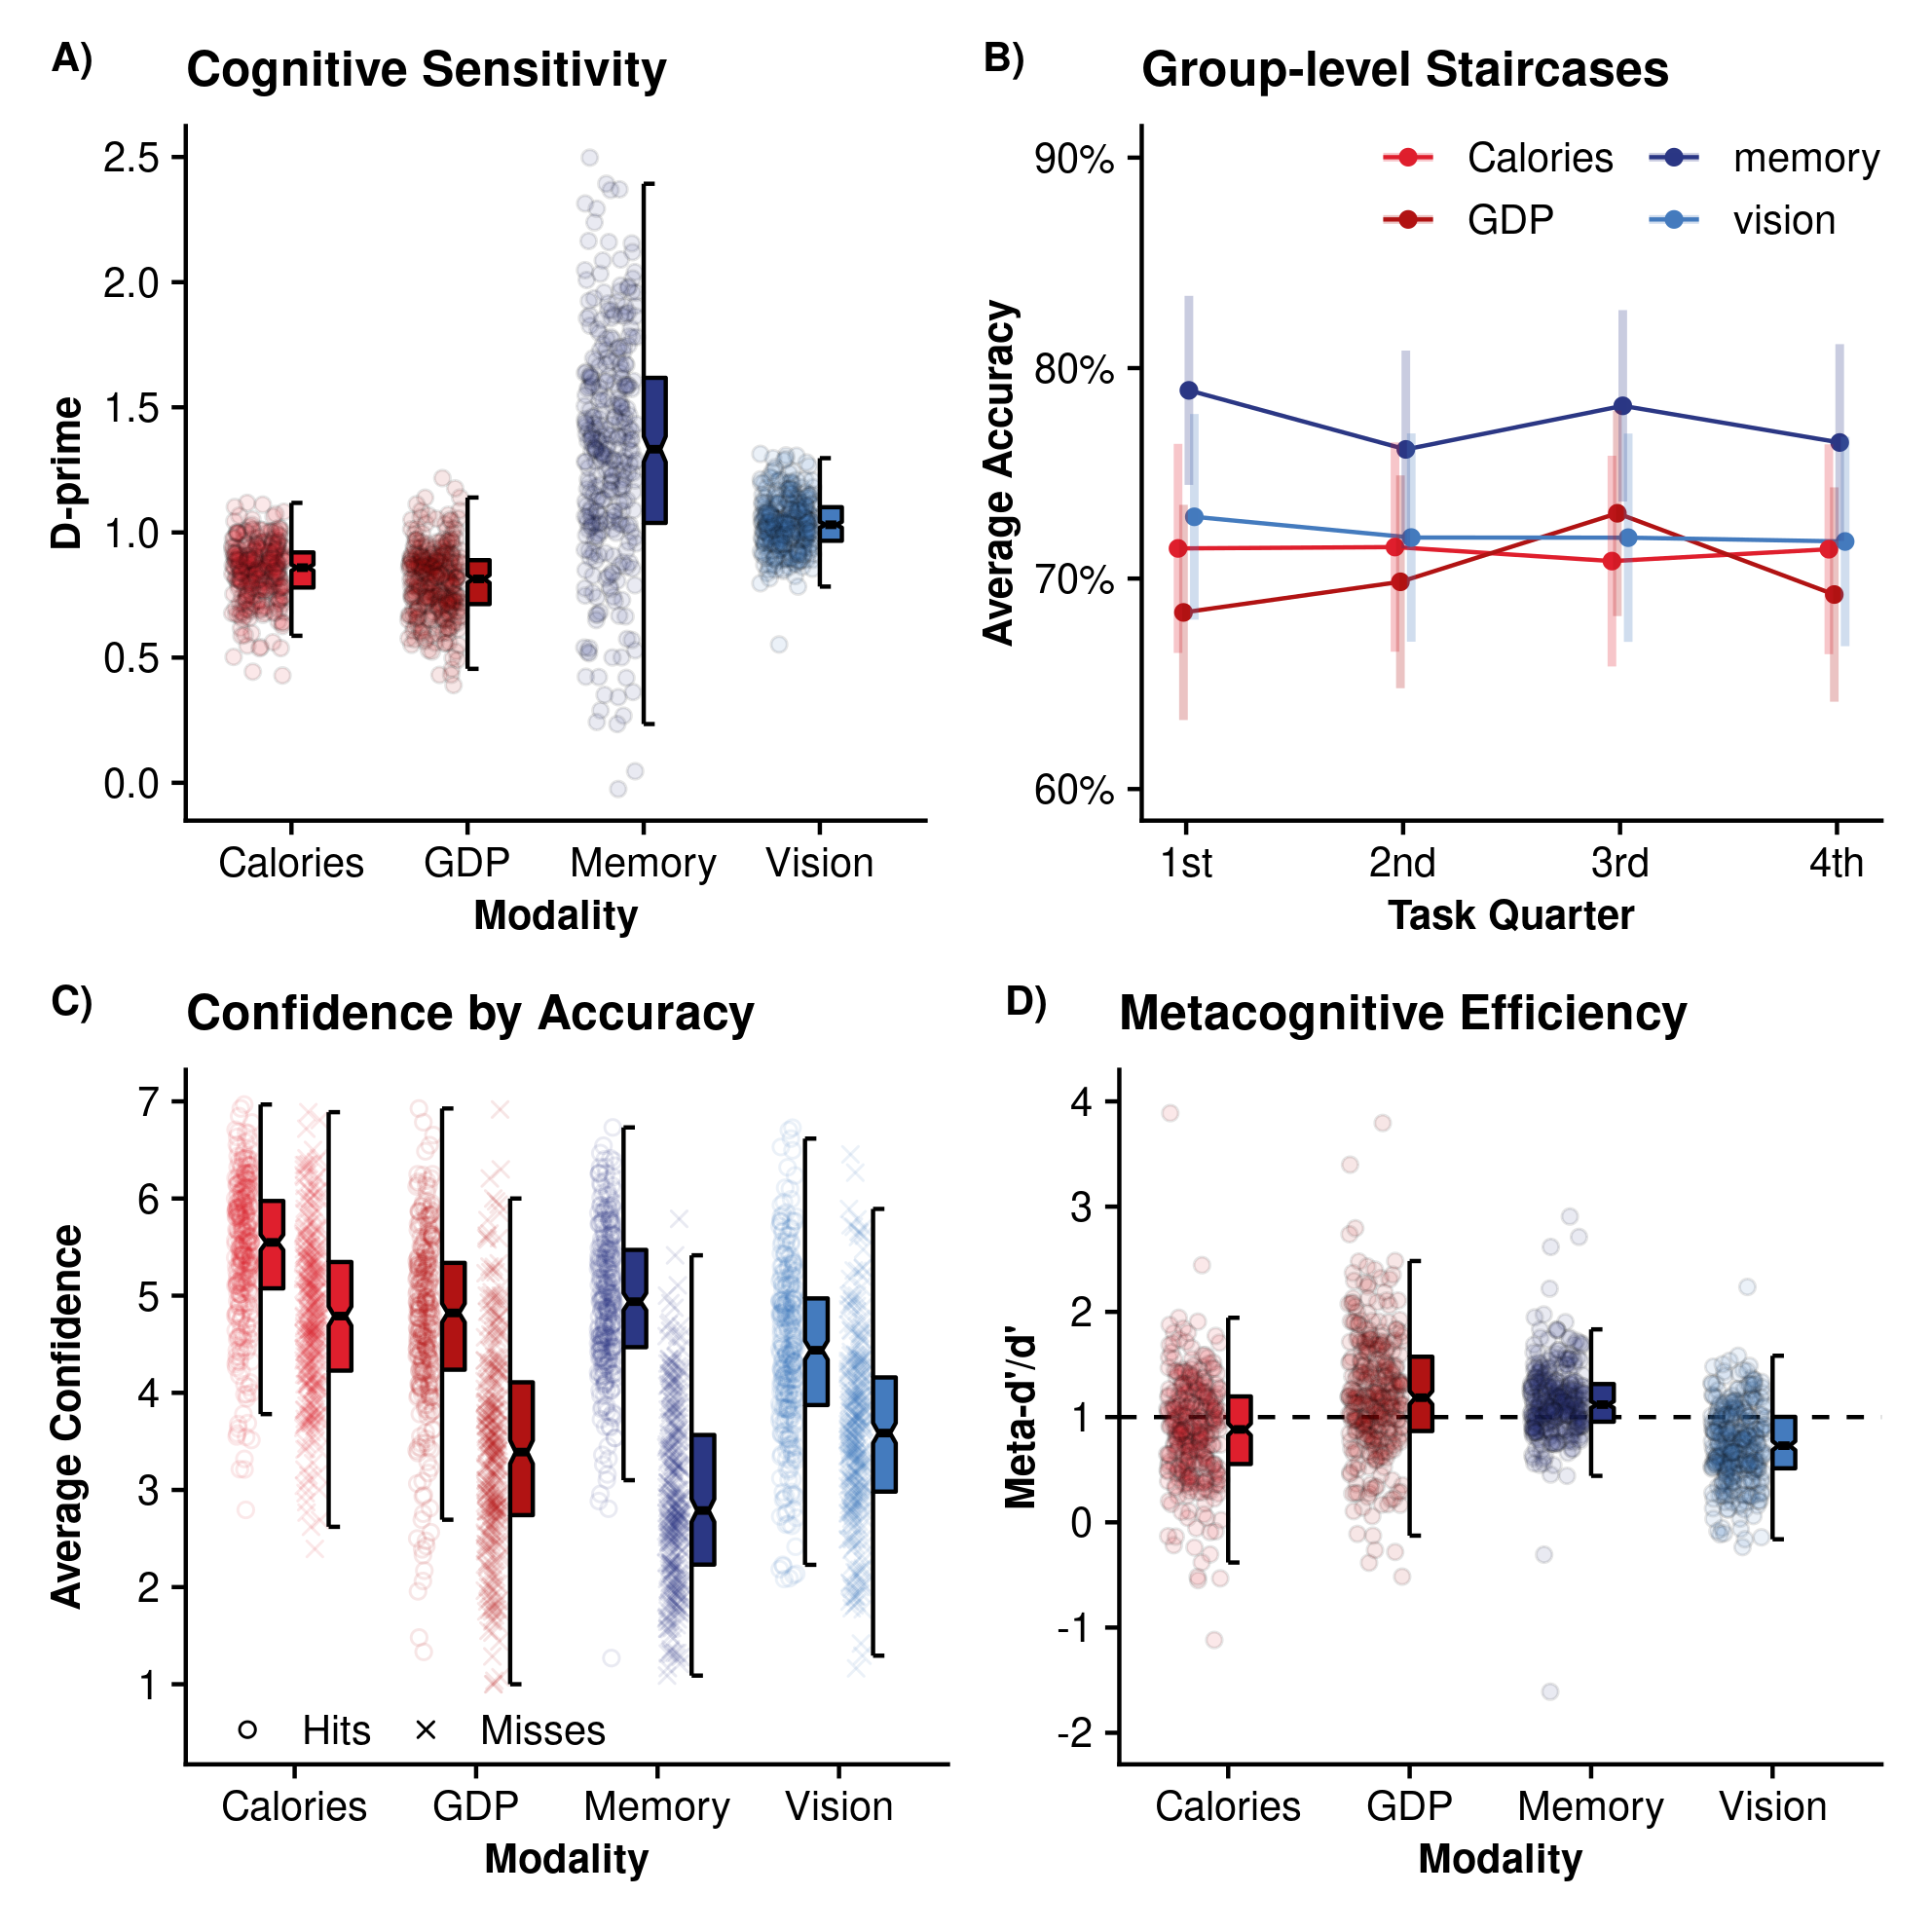 A)
Cognitive Sensitivity
2.5
2.0
1.5
1.0
0.5
0.0
D-prime
Calories GDP Memory Vision
Modality
B)
Group-level Staircases
Calories memory
GDP vision
90%
80%
70%
60%
Average Accuracy
1st 2nd 3rd 4th
Task Quarter
C)
Confidence by Accuracy
7
6
5
4
3
2
1
Average Confidence
Hits Misses
Calories GDP Memory Vision
Modality
D)
Metacognitive Efficiency
4
3
2
1
0
-1
-2
Meta-d'/d'
Calories GDP Memory Vision
Modality